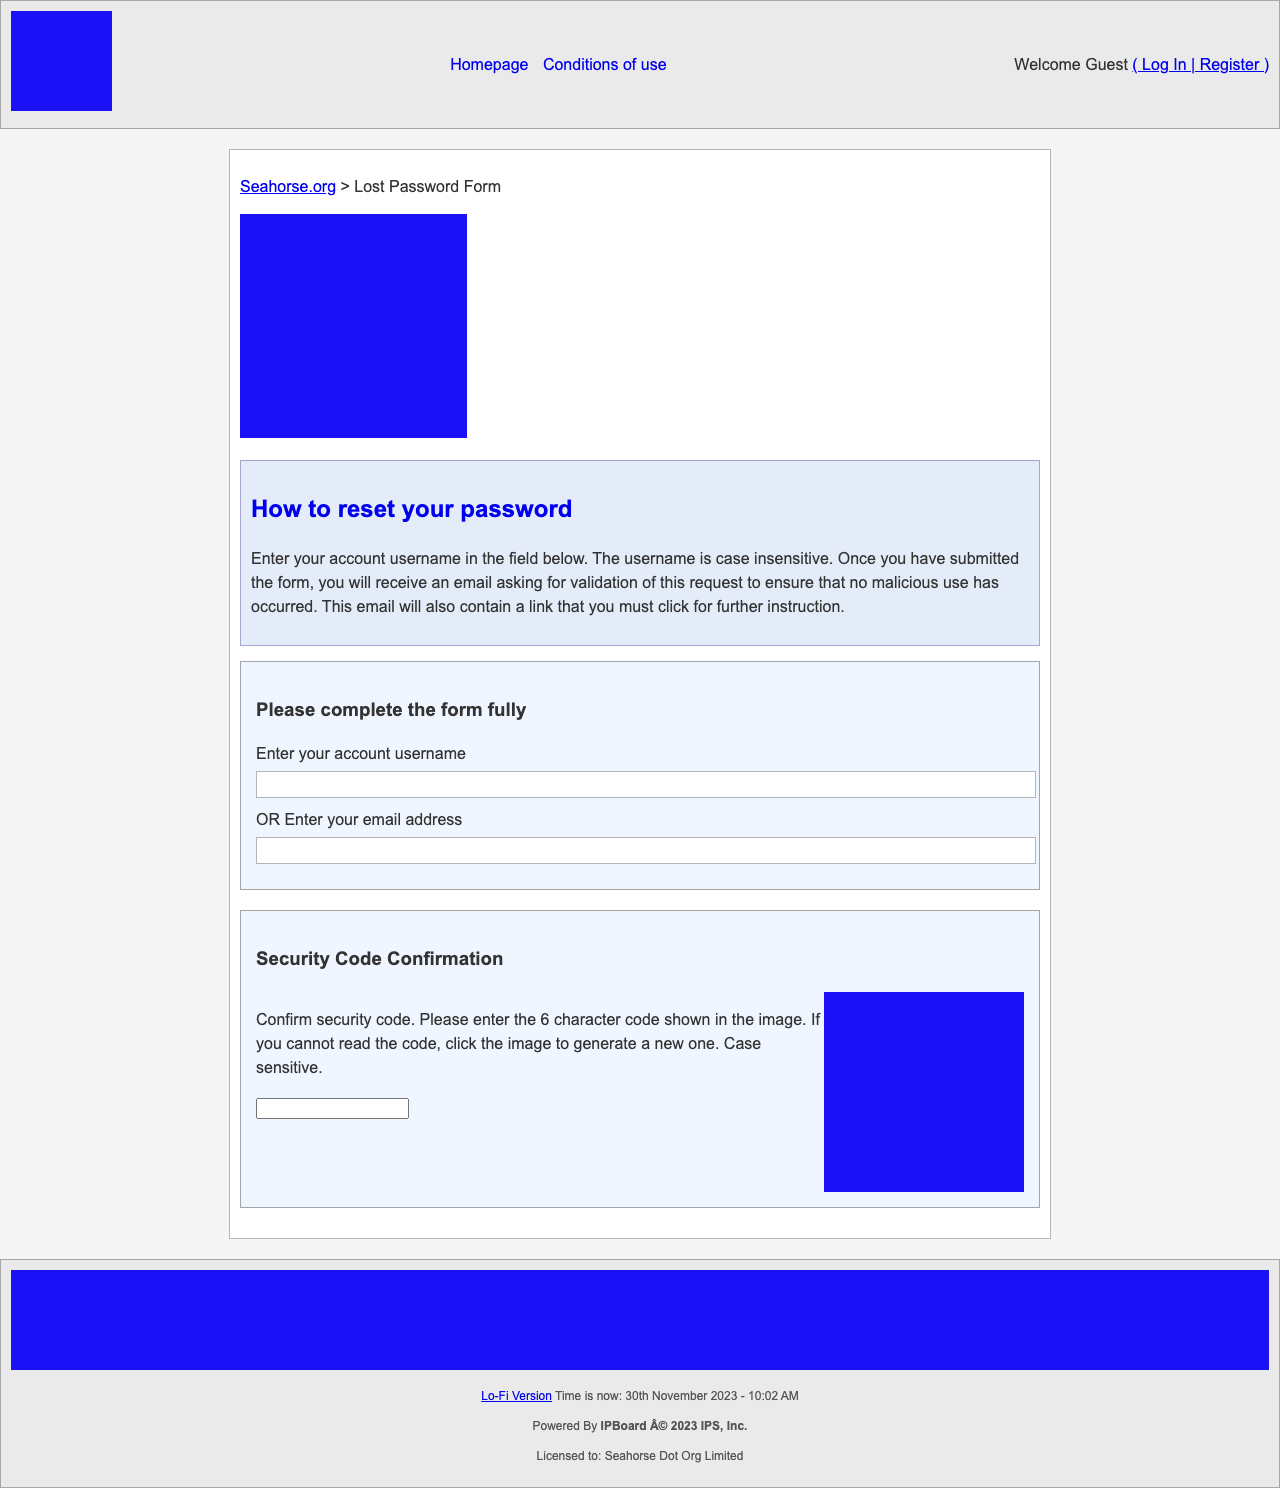 Homepage Conditions of use Welcome Guest ( Log In | Register )
Seahorse.org > Lost Password Form
How to reset your password
Enter your account username in the field below. The username is case insensitive. Once you have submitted
the form, you will receive an email asking for validation of this request to ensure that no malicious use has
occurred. This email will also contain a link that you must click for further instruction.
Please complete the form fully
Enter your account username
OR Enter your email address
Security Code Confirmation
Confirm security code. Please enter the 6 character code shown in the image. If
you cannot read the code, click the image to generate a new one. Case
sensitive.
Lo-Fi Version Time is now: 30th November 2023 - 10:02 AM
Powered By IPBoard Â© 2023 IPS, Inc.
Licensed to: Seahorse Dot Org Limited